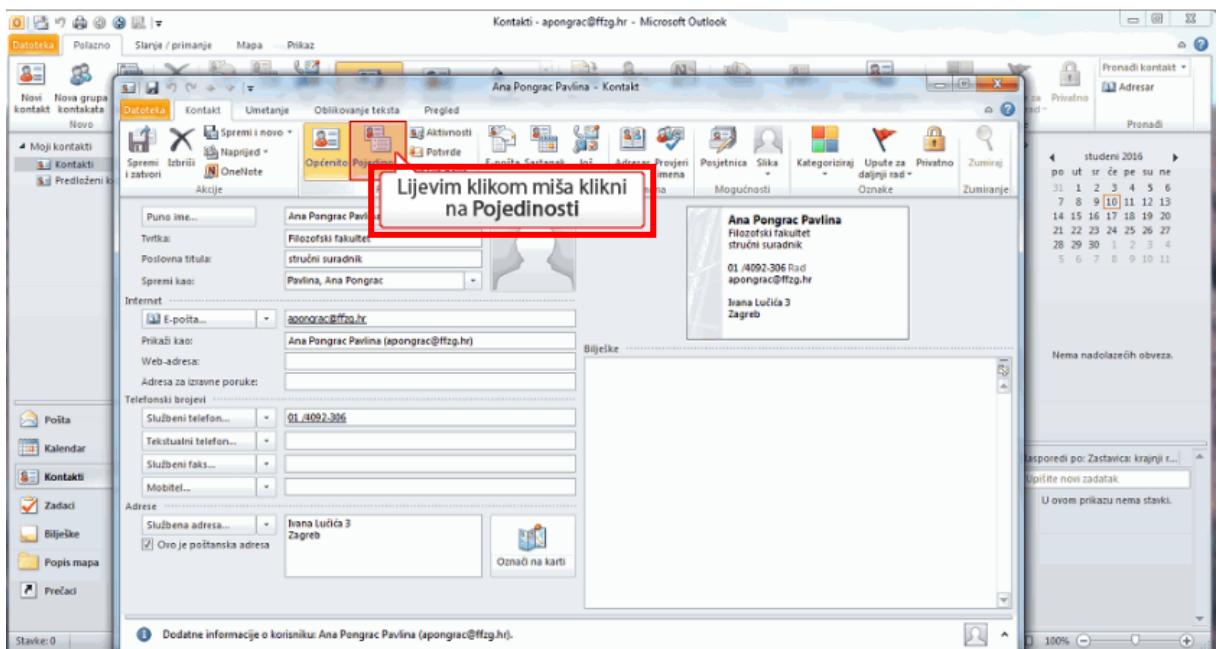 Kontakti - apongrac@ffzg.hr - Microsoft Outlook
Datoteka Polazno Slanje / primanje Mapa Prikaz
Novi kontakt
Nova grupa kontakata
Novo
Privatno
Pronađi kontakt
Adresar
Pronađi
Moji kontakti
Kontakti
Predloženi
Ana Pongrac Pavlina - Kontakt
Datoteka Kontakt Umetanje Oblikovanje teksta Pregled
Spremi i zatvori
Izbriši
Spremi i novo
Naprijed
OneNote
Akcije
Općenito
Aktivnosti
Potvrde
Lijevim klikom miša klikni
na Pojedinosti
E-pošta Sastanak Još
Adresar Provjeri imena
Posjetnica Slika
Mogućnosti
Kategoriziraj Upute za daljnji rad Privatno
Oznake
Zumiraj
Zumiranje
Puno ime...
Ana Pongrac Pavlina
Tvrtka:
Filozofski fakultet
Poslovna titula:
stručni suradnik
Spremi kao:
Pavlina, Ana Pongrac
Internet
E-pošta...
apongrac@ffzg.hr
Prikaži kao:
Ana Pongrac Pavlina (apongrac@ffzg.hr)
Web-adresa:
Adresa za izravne poruke:
Telefonski brojevi
Službeni telefon...
01 /4092-306
Tekstualni telefon...
Službeni faks...
Mobitel...
Adrese
Službena adresa...
Ivana Lučića 3
Zagreb
Ovo je poštanska adresa
Označi na karti
Ana Pongrac Pavlina
Filozofski fakultet
stručni suradnik
01 /4092-306 Rad
apongrac@ffzg.hr
Ivana Lučića 3
Zagreb
Bilješke
Dodatne informacije o korisniku: Ana Pongrac Pavlina (apongrac@ffzg.hr).
studeni 2016
po ut sr če pe su ne
31 1 2 3 4 5 6
7 8 9 10 11 12 13
14 15 16 17 18 19 20
21 22 23 24 25 26 27
28 29 30 1 2 3 4
5 6 7 8 9 10 11
Nema nadolazećih obveza.
Zastavica: krajnji r...
Upišite novi zadatak
U ovom prikazu nema stavki.
Pošta
Kalendar
Kontakti
Zadaci
Bilješke
Popis mapa
Prečaci
Stavke: 0
100%